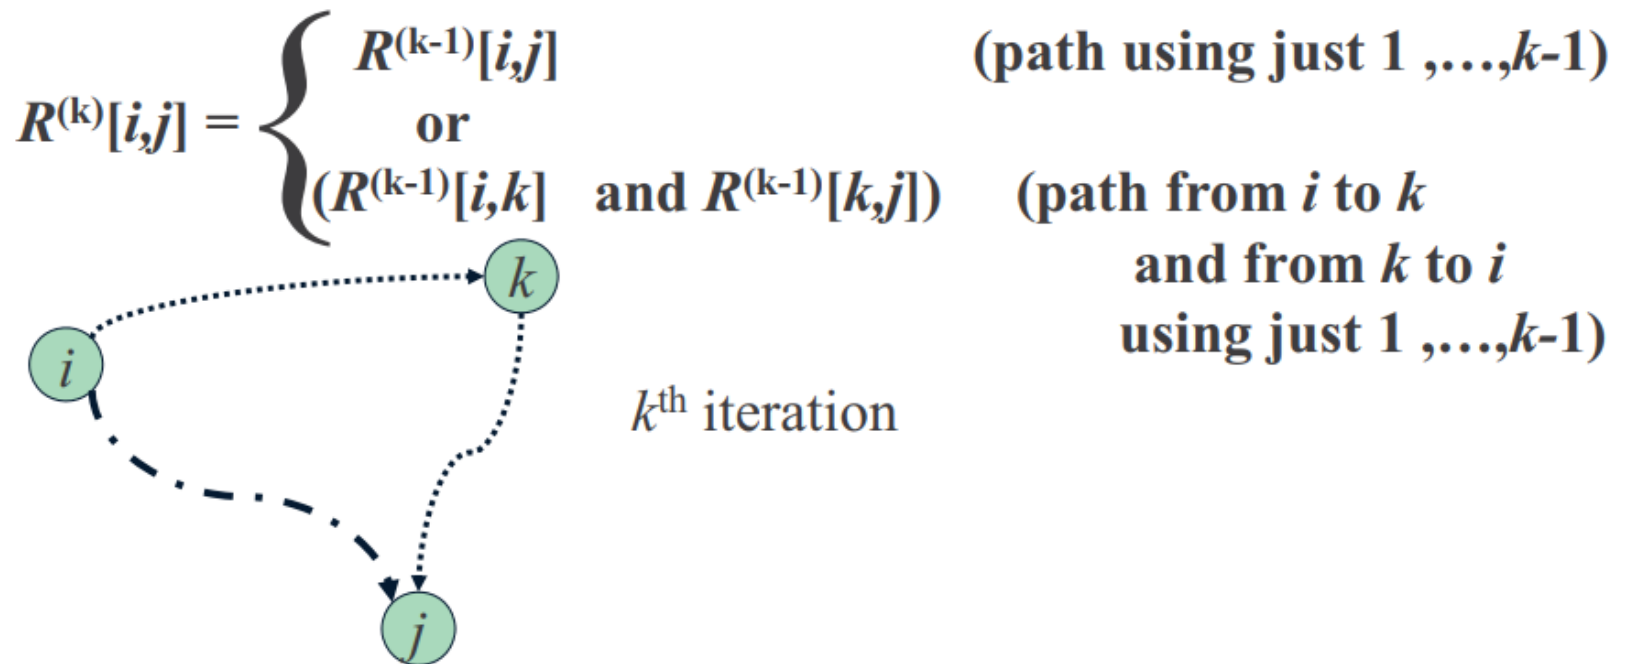 R(k-1)[i,j] (path using just 1 ,…,k-1)
R(k)[i,j] = or
(R(k-1)[i,k] and R(k-1)[k,j]) (path from i to k
and from k to i
using just 1 ,…,k-1)
k
i
kth iteration
j